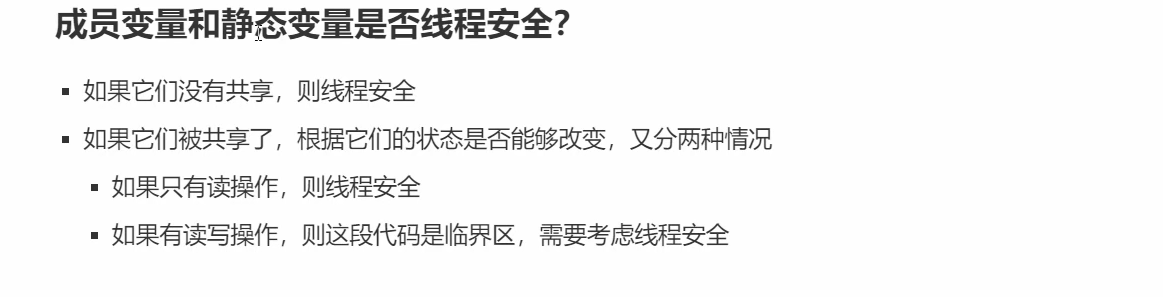 成员变量和静态变量是否线程安全？
▪ 如果它们没有共享，则线程安全
▪ 如果它们被共享了，根据它们的状态是否能够改变，又分两种情况
▪ 如果只有读操作，则线程安全
▪ 如果有读写操作，则这段代码是临界区，需要考虑线程安全